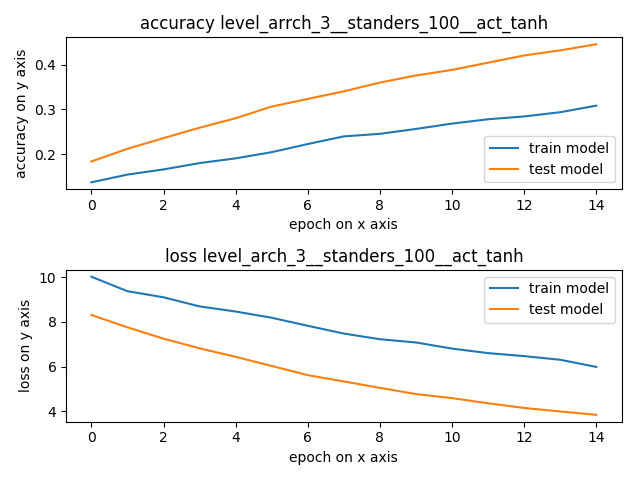 accuracy level_arrch_3__standers_100__act_tanh
accuracy on y axis
0.4
0.3
0.2
train model
test model
0 2 4 6 8 10 12 14
epoch on x axis
loss level_arch_3__standers_100__act_tanh
loss on y axis
10
8
6
4
train model
test model
0 2 4 6 8 10 12 14
epoch on x axis